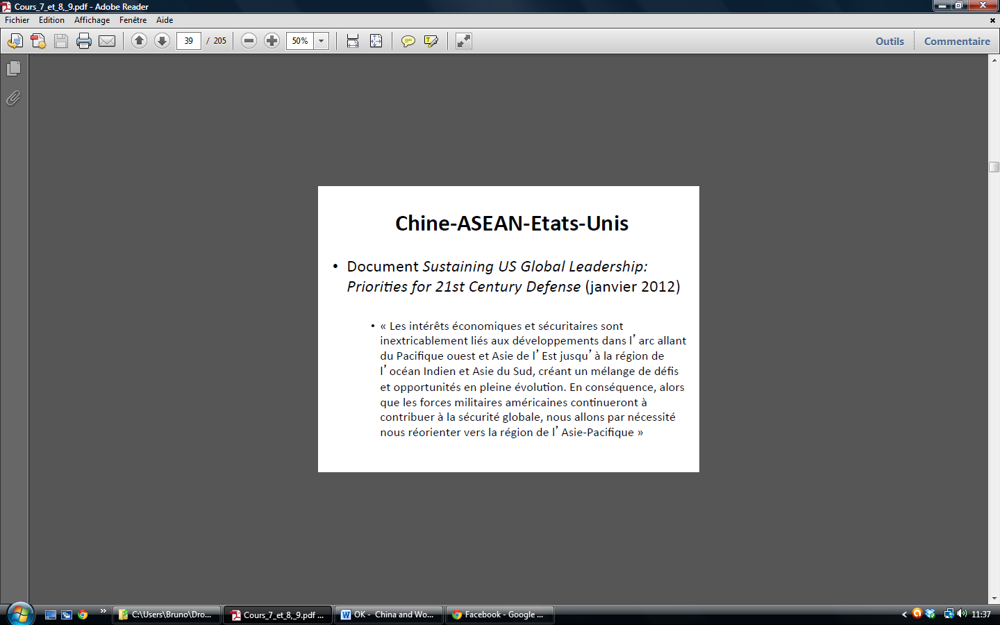 Cours_7_et_8,_9.pdf - Adobe Reader
Fichier Edition Affichage Fenêtre Aide
39 / 205 50% Outils Commentaire
Chine-ASEAN-Etats-Unis
• Document Sustaining US Global Leadership:
Priorities for 21st Century Defense (janvier 2012)
• « Les intérêts économiques et sécuritaires sont
inextricablement liés aux développements dans l’arc allant
du Pacifique ouest et Asie de l’Est jusqu’à la région de
l’océan Indien et Asie du Sud, créant un mélange de défis
et opportunités en pleine évolution. En conséquence, alors
que les forces militaires américaines continueront à
contribuer à la sécurité globale, nous allons par nécessité
nous réorienter vers la région de l’Asie-Pacifique »
C:\Users\Bruno\Dro... Cours_7_et_8,_9.pdf ... OK - China and Wo... Facebook - Google ... 11:37